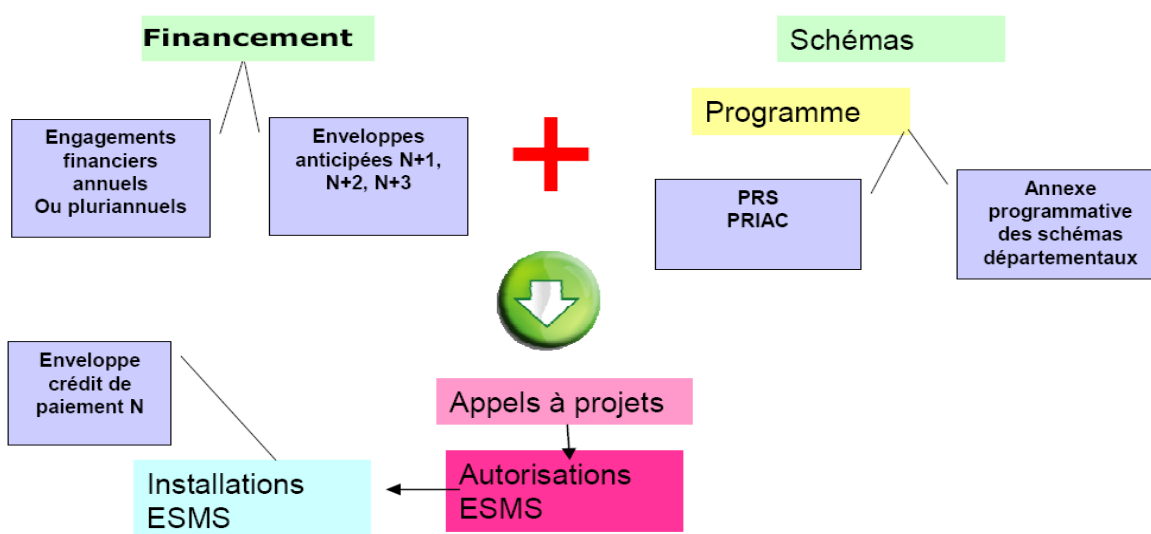 Financement
Schémas
Programme
Engagements
financiers
annuels
Ou pluriannuels
Enveloppes
anticipées N+1,
N+2, N+3
PRS
PRIAC
Annexe
programmative
des schémas
départementaux
Enveloppe
crédit de
paiement N
Appels à projets
Autorisations
ESMS
Installations
ESMS